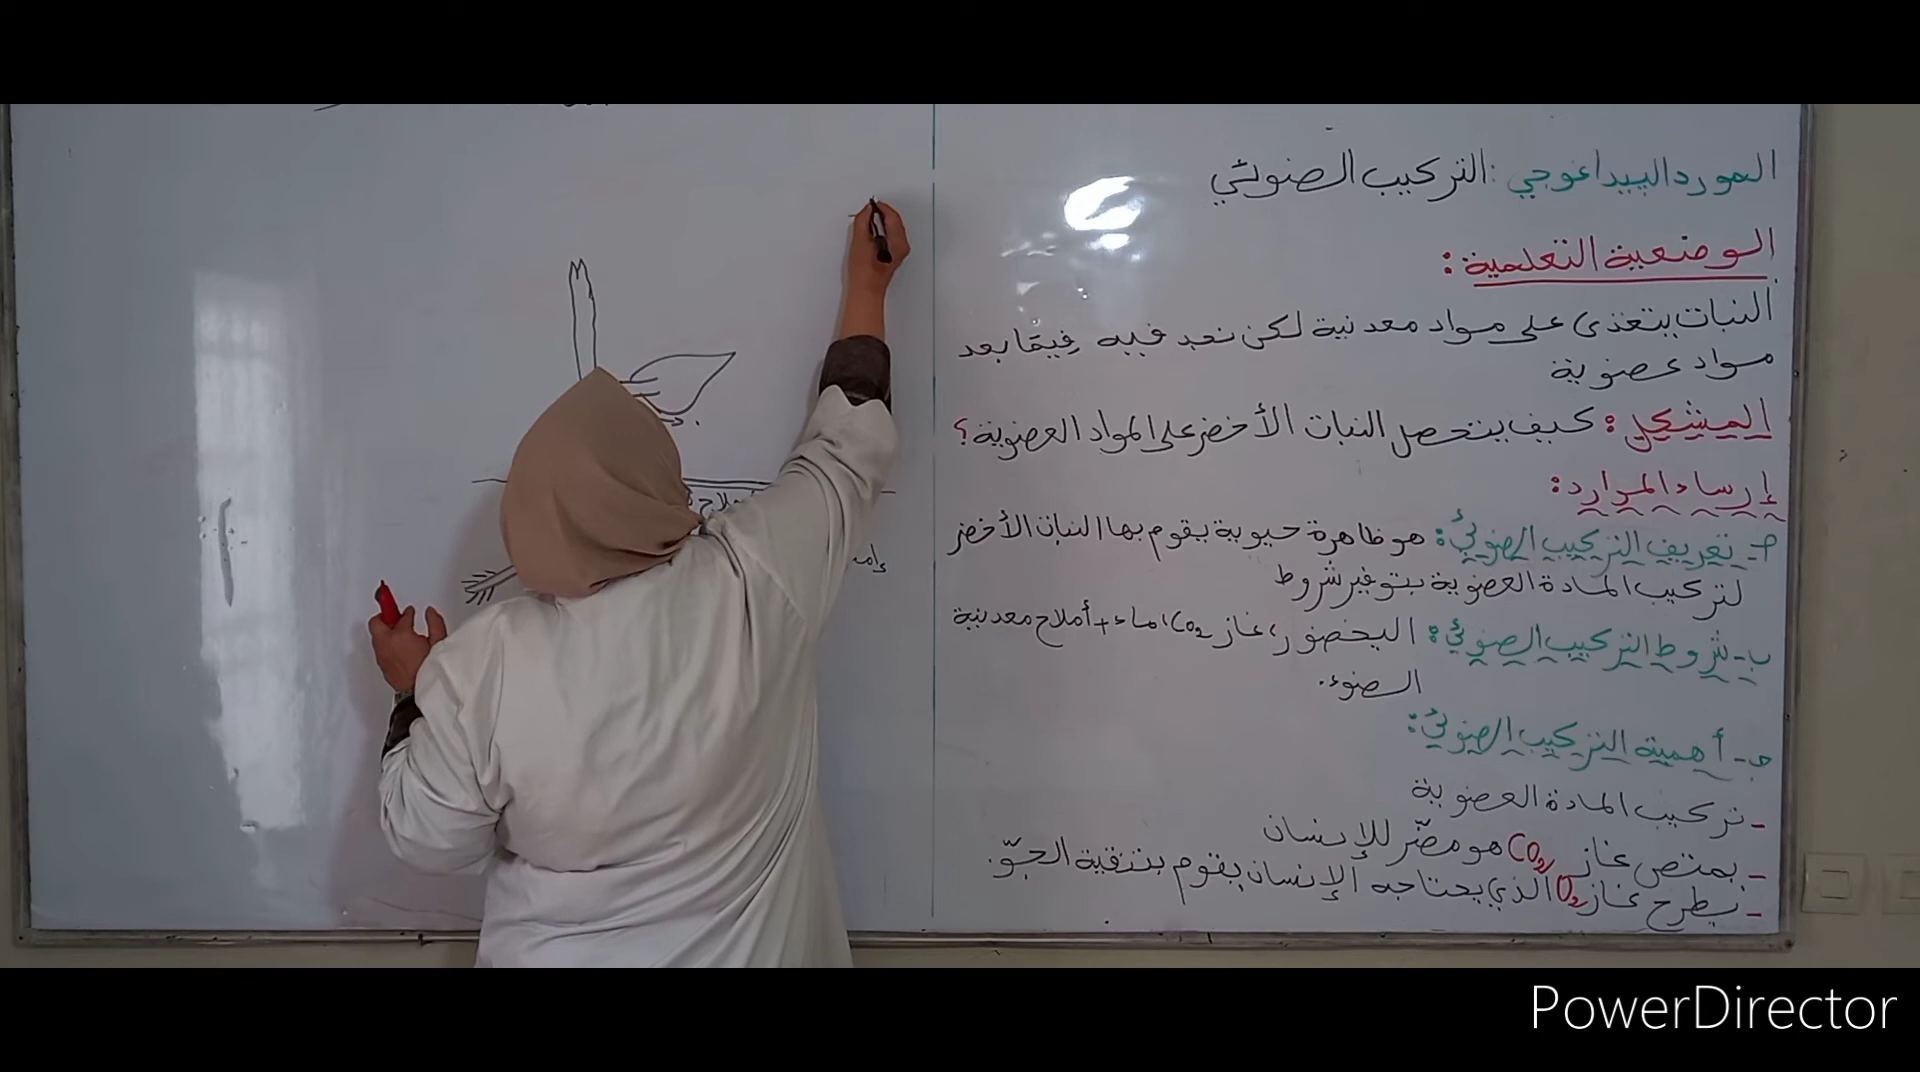 المورد البيداغوجي: التركيب الضوئي
الوضعية التعلمية:
النبات يتغذى على مواد معدنية لكن نجد فيه فيما بعد
مواد عضوية
المشكل: كيف يتحصل النبات الأخضر على المواد العضوية؟
إرساء الموارد:
أ- تعريف التركيب الضوئي: هو ظاهرة حيوية يقوم بها النبات الأخضر
لتركيب المادة العضوية بتوفير شروط
ب- شروط التركيب الضوئي: اليخضور، غاز CO₂، ماء + أملاح معدنية
الضوء.
ج- أهمية التركيب الضوئي:
- تركيب المادة العضوية
- يمتص غاز CO₂ هو مضّر للإنسان
- يطرح غاز O₂ الذي يحتاجه الإنسان يقوم بتنقية الجوّ.
PowerDirector